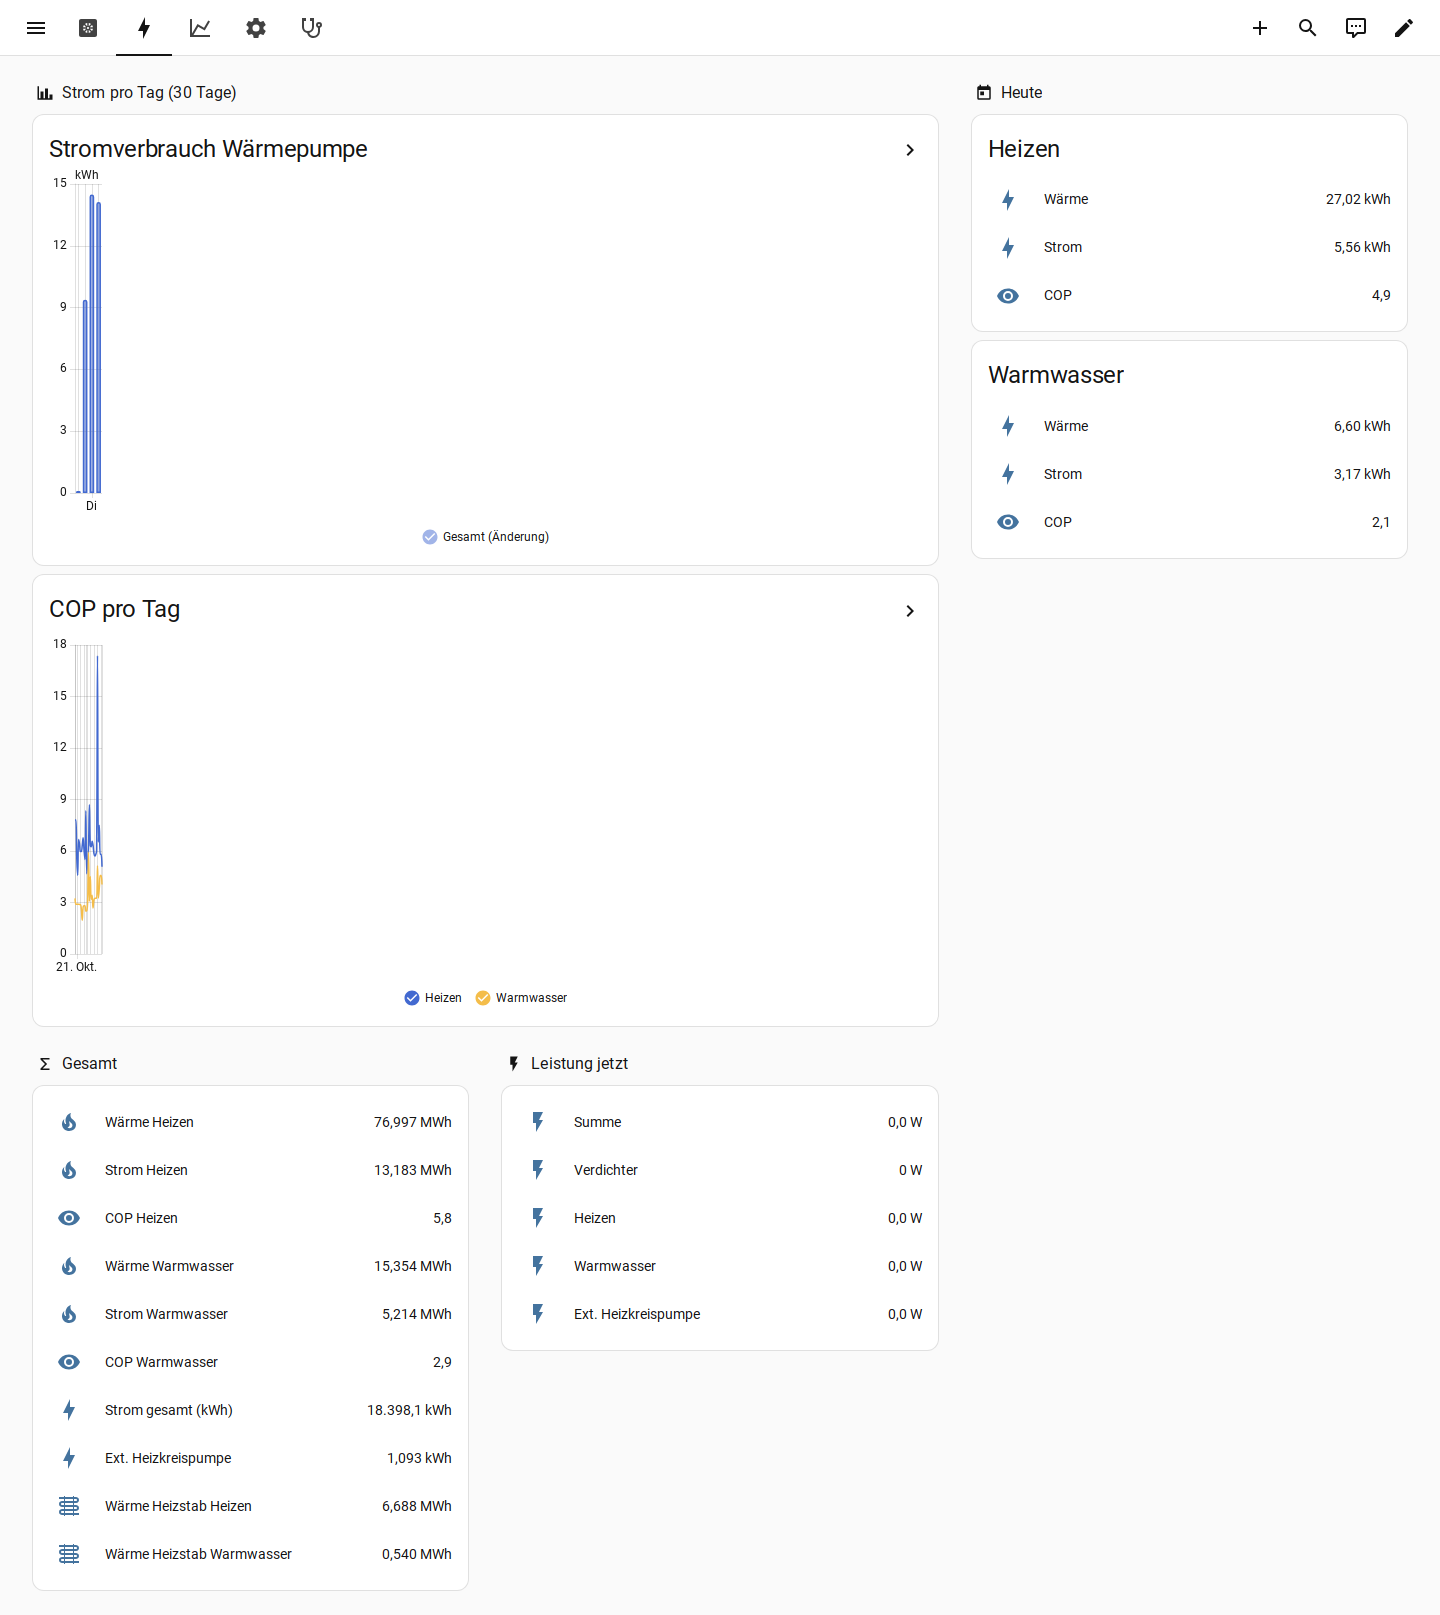 Strom pro Tag (30 Tage)
Stromverbrauch Wärmepumpe
kWh
15
12
9
6
3
0
Di
Gesamt (Änderung)
COP pro Tag
18
15
12
9
6
3
0
21. Okt.
Heizen
Warmwasser
Heute
Heizen
Wärme 27,02 kWh
Strom 5,56 kWh
COP 4,9
Warmwasser
Wärme 6,60 kWh
Strom 3,17 kWh
COP 2,1
Gesamt
Wärme Heizen 76,997 MWh
Strom Heizen 13,183 MWh
COP Heizen 5,8
Wärme Warmwasser 15,354 MWh
Strom Warmwasser 5,214 MWh
COP Warmwasser 2,9
Strom gesamt (kWh) 18.398,1 kWh
Ext. Heizkreispumpe 1,093 kWh
Wärme Heizstab Heizen 6,688 MWh
Wärme Heizstab Warmwasser 0,540 MWh
Leistung jetzt
Summe 0,0 W
Verdichter 0 W
Heizen 0,0 W
Warmwasser 0,0 W
Ext. Heizkreispumpe 0,0 W